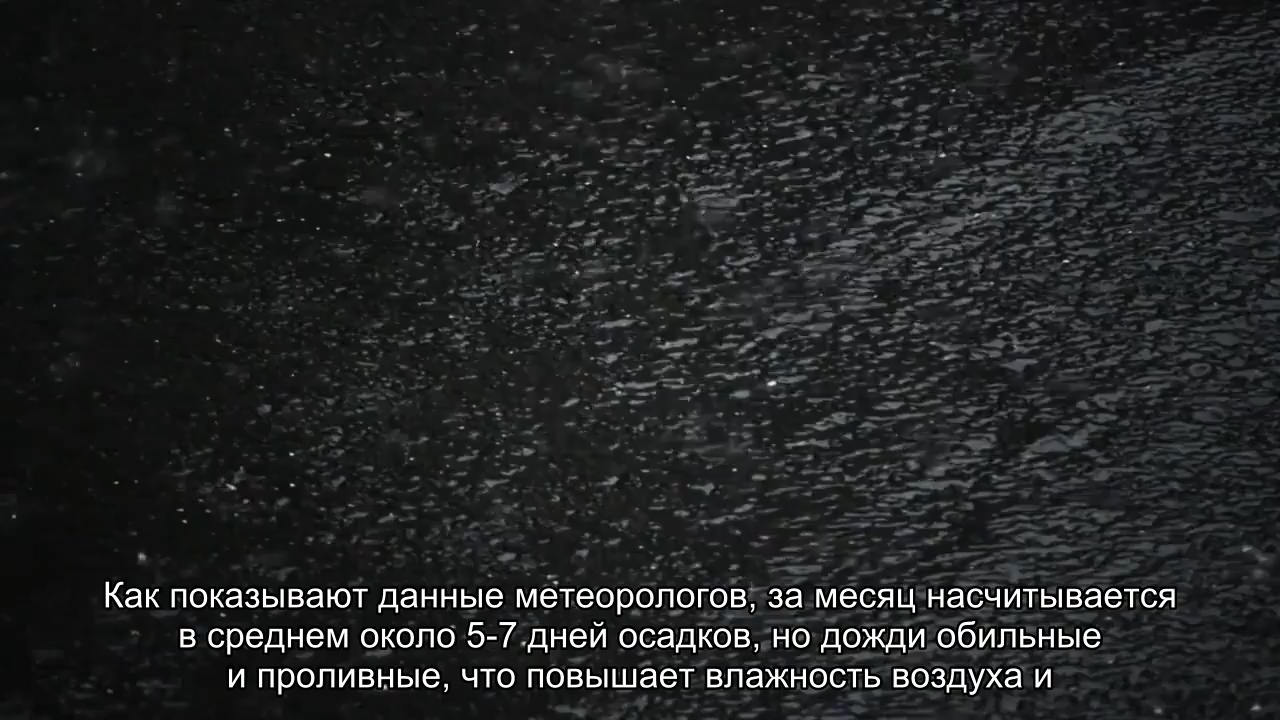 Как показывают данные метеорологов, за месяц насчитывается
в среднем около 5-7 дней осадков, но дожди обильные
и проливные, что повышает влажность воздуха и